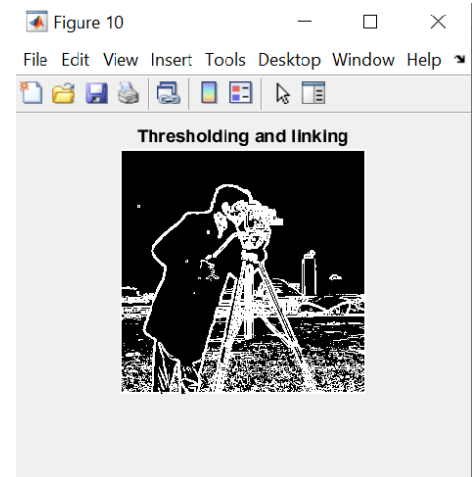 Figure 10
File Edit View Insert Tools Desktop Window Help
Thresholding and linking